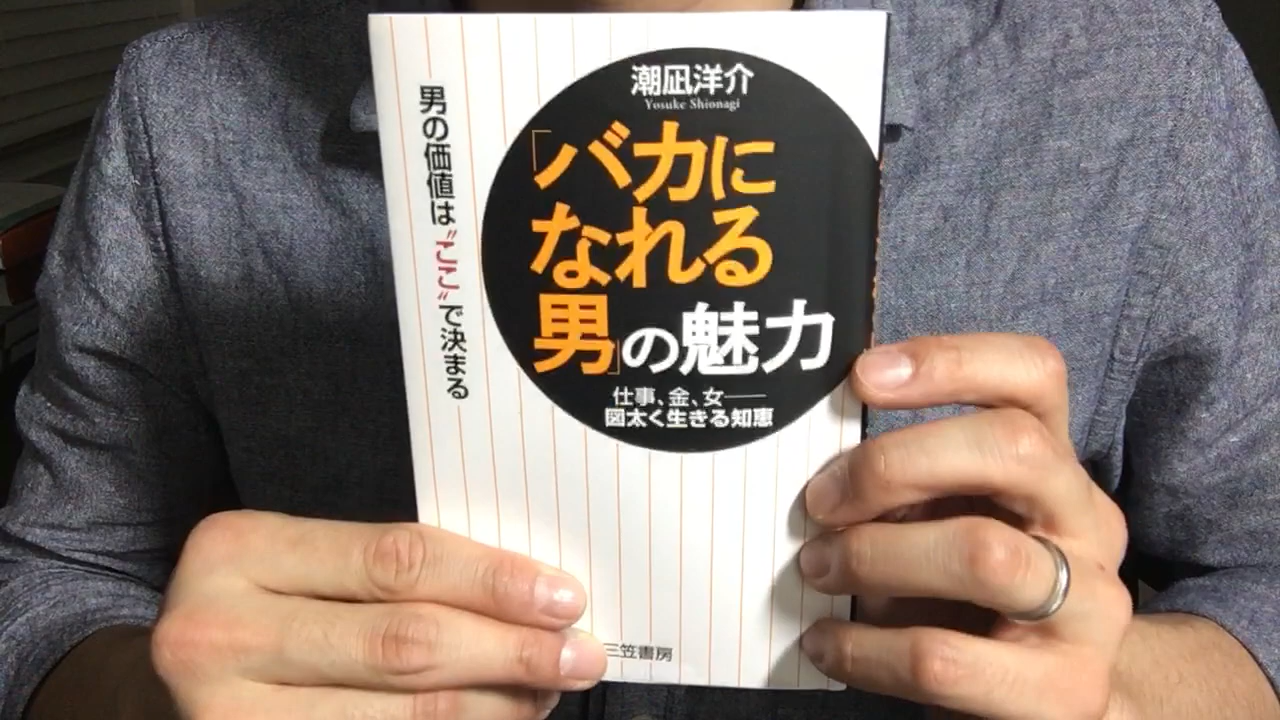 潮凪洋介
Yosuke Shionagi
「バカに
なれる
男」の魅力
仕事、金、女──
図太く生きる知恵
男の価値は〝ここ〟で決まる
三笠書房